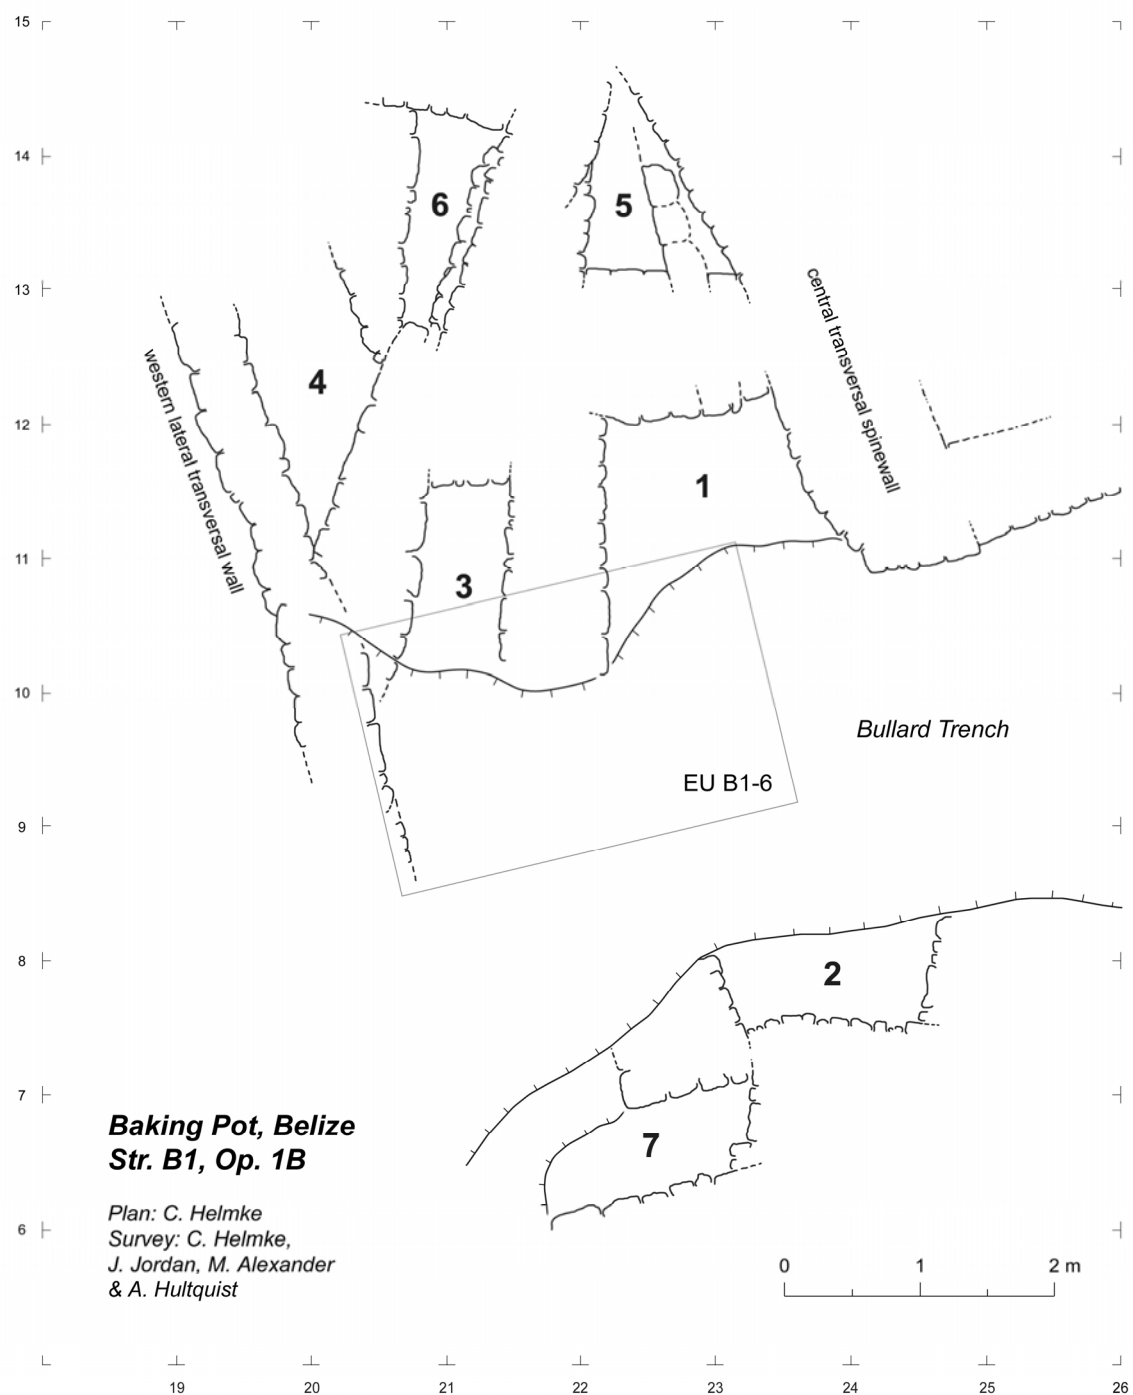 15
14
13
12
11
10
9
8
7
6
6
5
4
1
3
2
7
western lateral transversal wall
central transversal spinewall
Bullard Trench
EU B1-6
Baking Pot, Belize
Str. B1, Op. 1B
Plan: C. Helmke
Survey: C. Helmke,
J. Jordan, M. Alexander
& A. Hultquist
0 1 2 m
19 20 21 22 23 24 25 26